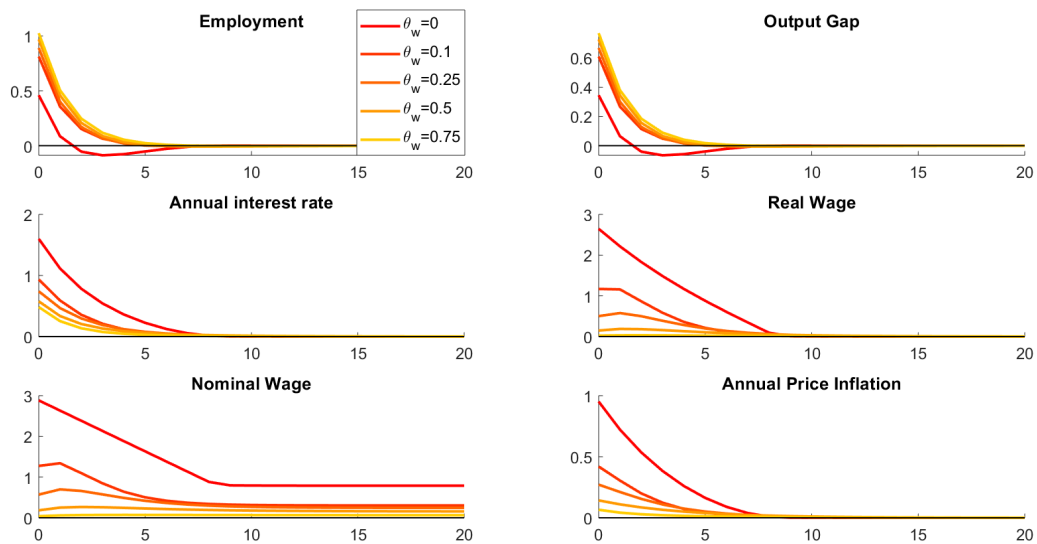 Employment
1
0.5
0
0 5 10 15 20
θw=0
θw=0.1
θw=0.25
θw=0.5
θw=0.75
Output Gap
0.6
0.4
0.2
0
0 5 10 15 20
Annual interest rate
2
1
0
0 5 10 15 20
Real Wage
3
2
1
0
0 5 10 15 20
Nominal Wage
3
2
1
0
0 5 10 15 20
Annual Price Inflation
1
0.5
0
0 5 10 15 20